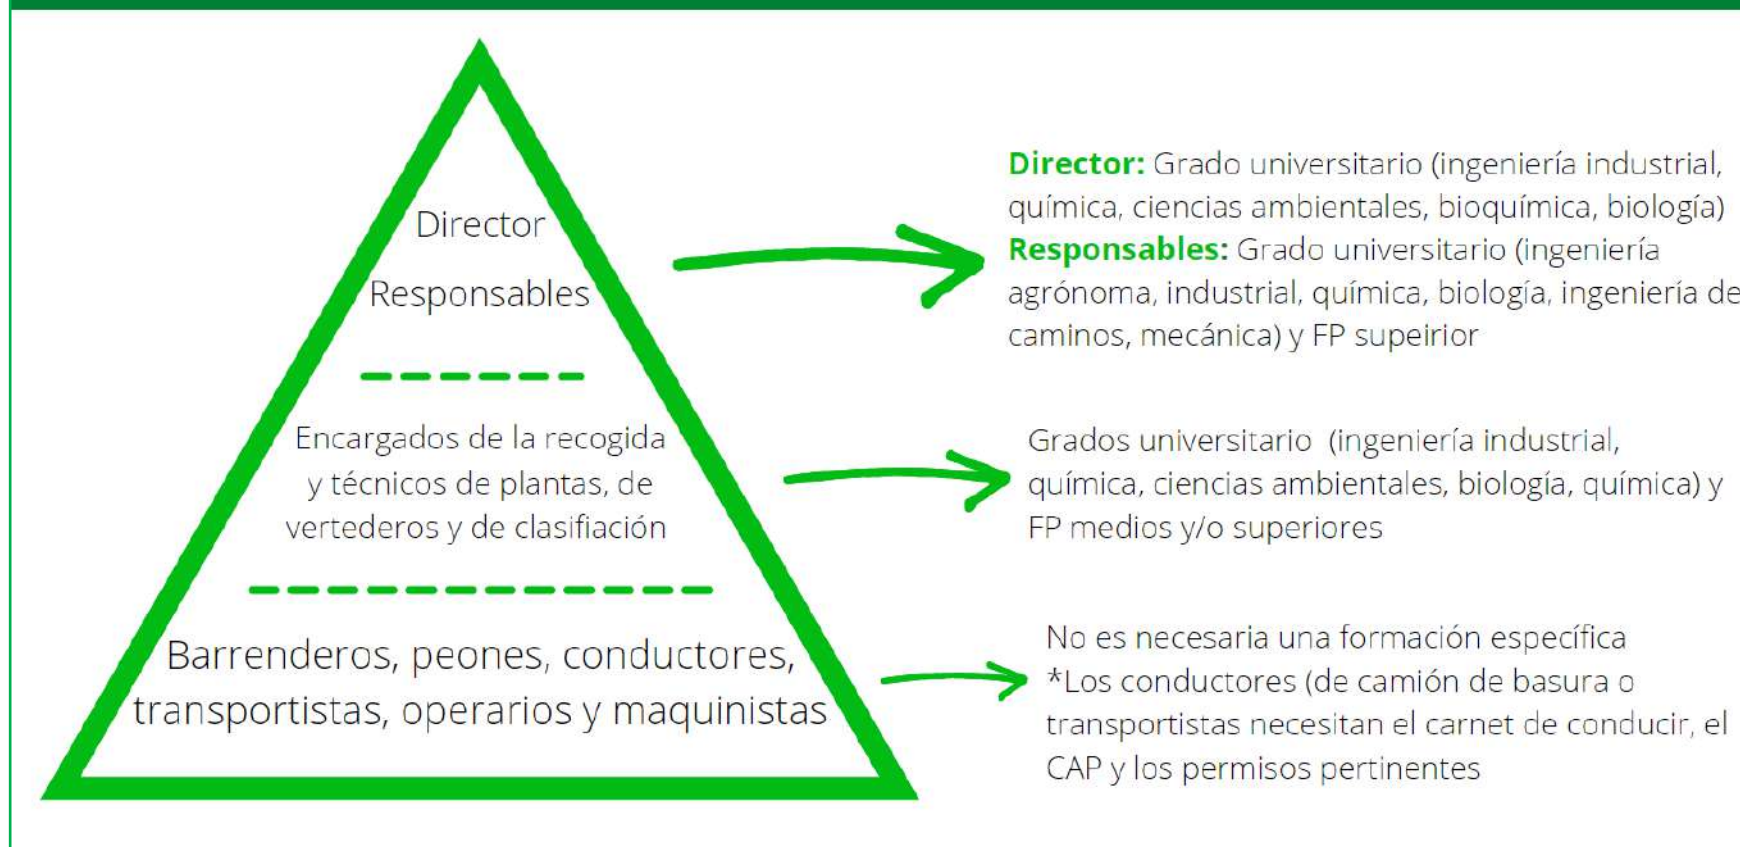 Director
Responsables
Encargados de la recogida
y técnicos de plantas, de
vertederos y de clasifiación
Barrenderos, peones, conductores,
transportistas, operarios y maquinistas
Director: Grado universitario (ingeniería industrial,
química, ciencias ambientales, bioquímica, biología)
Responsables: Grado universitario (ingeniería
agrónoma, industrial, química, biología, ingeniería de
caminos, mecánica) y FP supeirior
Grados universitario (ingeniería industrial,
química, ciencias ambientales, biología, química) y
FP medios y/o superiores
No es necesaria una formación específica
*Los conductores (de camión de basura o
transportistas necesitan el carnet de conducir, el
CAP y los permisos pertinentes